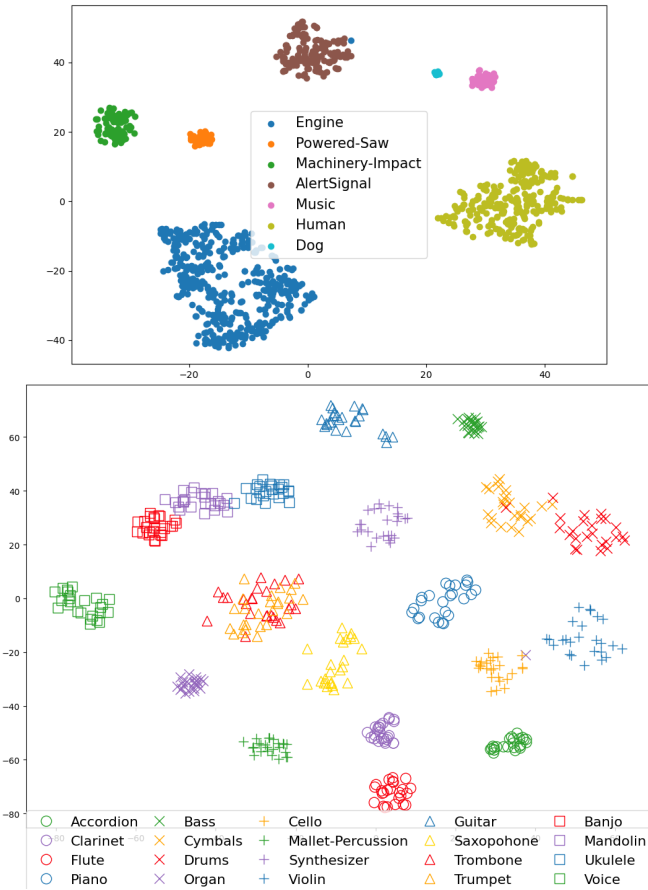 40
20
0
−20
−40
Engine
Powered-Saw
Machinery-Impact
AlertSignal
Music
Human
Dog
−20 0 20 40
60
40
20
0
−20
−40
−60
−80
Accordion Bass Cello Guitar Banjo
Clarinet Cymbals Mallet-Percussion Saxopohone Mandolin
Flute Drums Synthesizer Trombone Ukulele
Piano Organ Violin Trumpet Voice